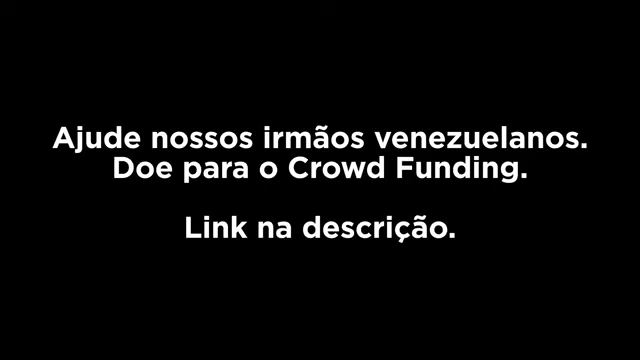 Ajude nossos irmãos venezuelanos.
Doe para o Crowd Funding.
Link na descrição.